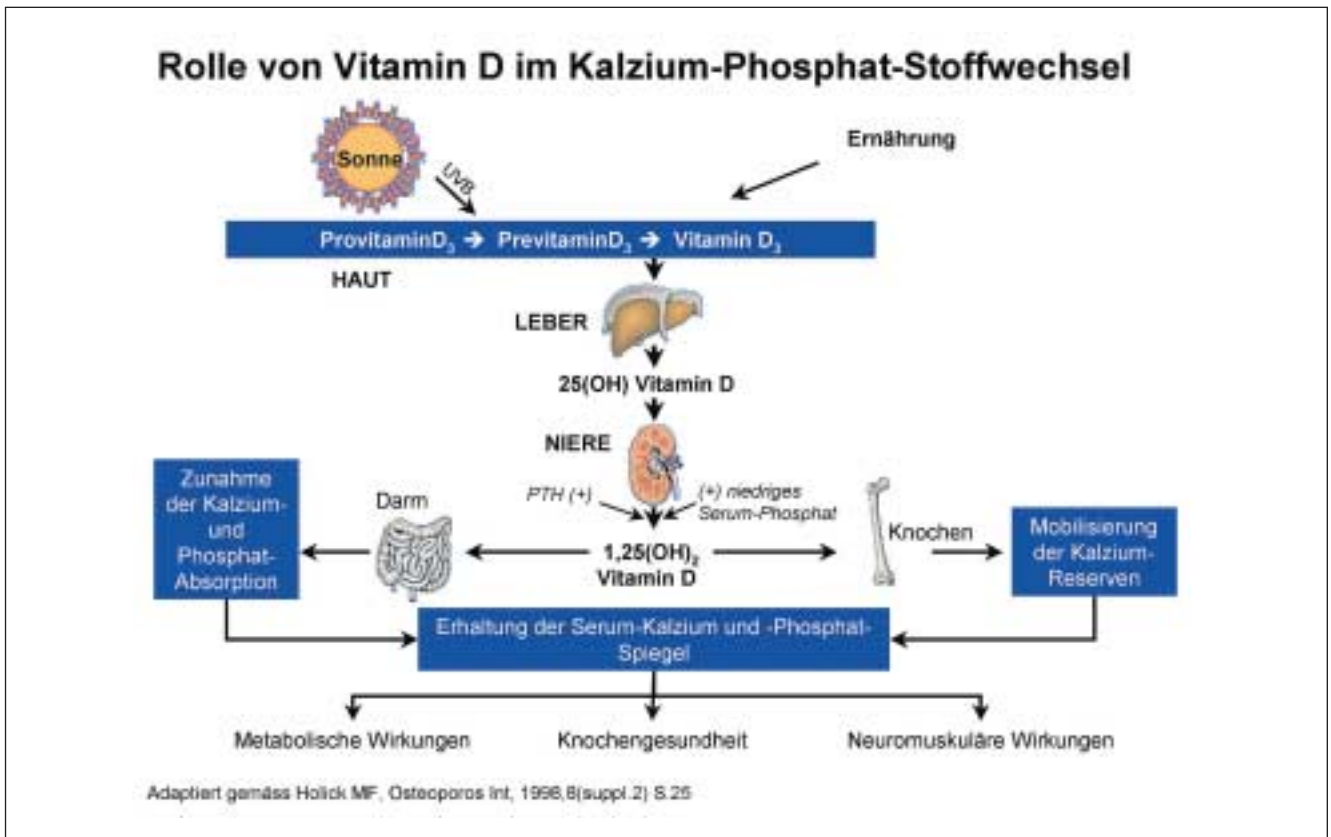 Rolle von Vitamin D im Kalzium-Phosphat-Stoffwechsel
Sonne
UVB
Ernährung
ProvitaminD₃ → PrevitaminD₃ → Vitamin D₃
HAUT
LEBER
25(OH) Vitamin D
NIERE
PTH (+)
(+) niedriges
Serum-Phosphat
Zunahme
der Kalzium-
und
Phosphat-
Absorption
Darm
1,25(OH)₂
Vitamin D
Knochen
Mobilisierung
der Kalzium-
Reserven
Erhaltung der Serum-Kalzium und -Phosphat-
Spiegel
Metabolische Wirkungen
Knochengesundheit
Neuromuskuläre Wirkungen
Adaptiert gemäss Holick MF, Osteoporos Int, 1998,8(suppl.2) S.25